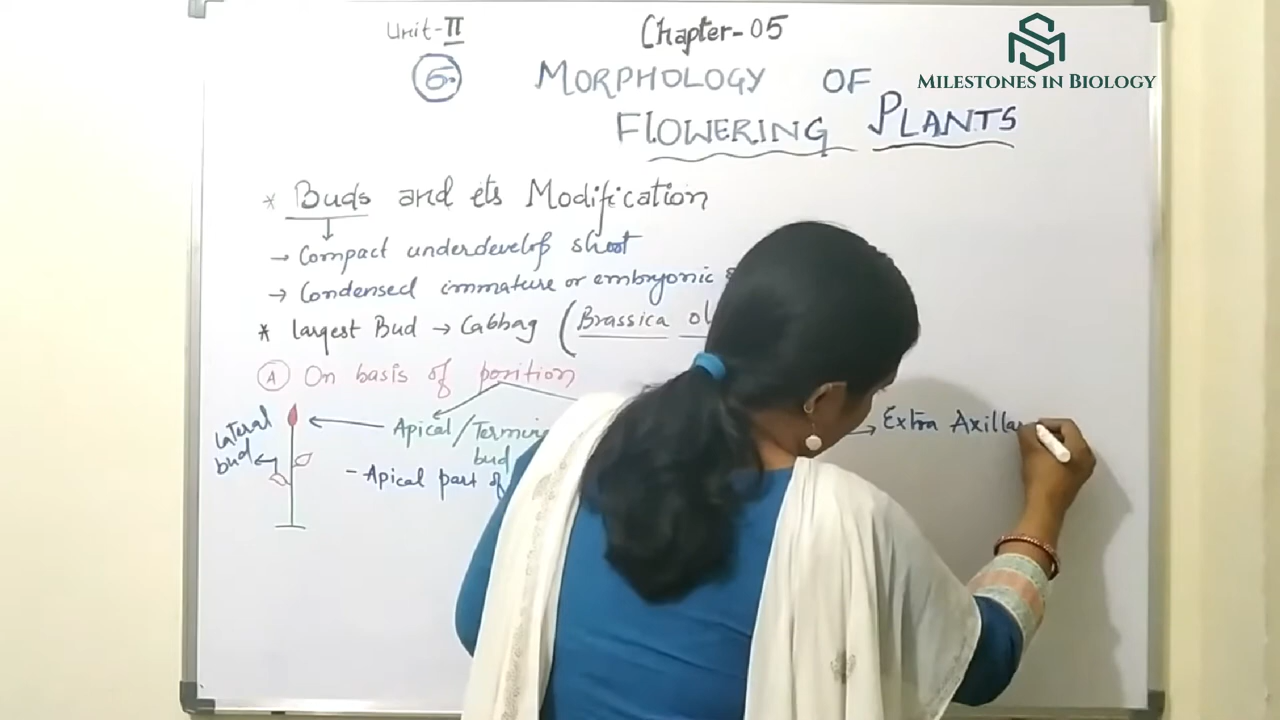 Unit-II
Chapter-05
MILESTONES IN BIOLOGY
6. MORPHOLOGY OF
FLOWERING PLANTS
* Buds and its Modification
→ Compact underdevelop shoot
→ Condensed immature or embryonic
* largest Bud → Cabbag (Brassica
A On basis of position
lateral bud
Apical/
bud
→ Extra Axilla
- Apical part of